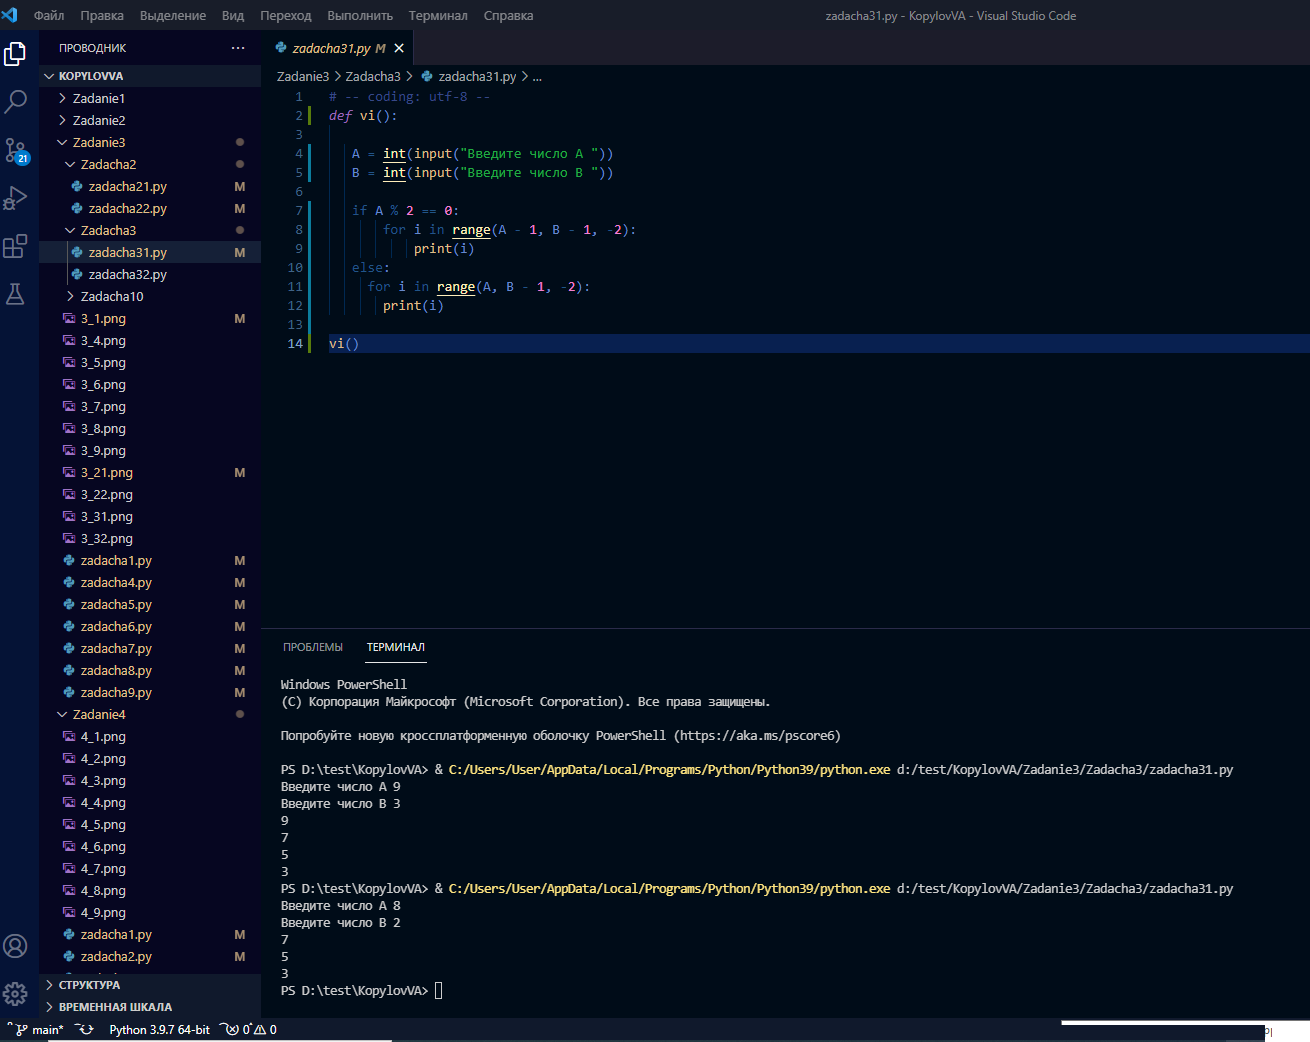 Файл Правка Выделение Вид Переход Выполнить Терминал Справка zadacha31.py - KopylovVA - Visual Studio Code
ПРОВОДНИК ...
KOPYLOVVA
Zadanie1
Zadanie2
Zadanie3
Zadacha2
zadacha21.py M
zadacha22.py M
Zadacha3
zadacha31.py M
zadacha32.py
Zadacha10
3_1.png M
3_4.png
3_5.png
3_6.png
3_7.png
3_8.png
3_9.png
3_21.png M
3_22.png
3_31.png
3_32.png
zadacha1.py M
zadacha4.py M
zadacha5.py M
zadacha6.py M
zadacha7.py M
zadacha8.py M
zadacha9.py M
Zadanie4
4_1.png
4_2.png
4_3.png
4_4.png
4_5.png
4_6.png
4_7.png
4_8.png
4_9.png
zadacha1.py M
zadacha2.py M
СТРУКТУРА
ВРЕМЕННАЯ ШКАЛА
21
zadacha31.py M
Zadanie3 > Zadacha3 > zadacha31.py > ...
1 # -- coding: utf-8 --
2 def vi():
3
4 A = int(input("Введите число A "))
5 B = int(input("Введите число B "))
6
7 if A % 2 == 0:
8 for i in range(A - 1, B - 1, -2):
9 print(i)
10 else:
11 for i in range(A, B - 1, -2):
12 print(i)
13
14 vi()
ПРОБЛЕМЫ ТЕРМИНАЛ
Windows PowerShell
(C) Корпорация Майкрософт (Microsoft Corporation). Все права защищены.
Попробуйте новую кроссплатформенную оболочку PowerShell (https://aka.ms/pscore6)
PS D:\test\KopylovVA> & C:/Users/User/AppData/Local/Programs/Python/Python39/python.exe d:/test/KopylovVA/Zadanie3/Zadacha3/zadacha31.py
Введите число A 9
Введите число B 3
9
7
5
3
PS D:\test\KopylovVA> & C:/Users/User/AppData/Local/Programs/Python/Python39/python.exe d:/test/KopylovVA/Zadanie3/Zadacha3/zadacha31.py
Введите число A 8
Введите число B 2
7
5
3
PS D:\test\KopylovVA>
main* Python 3.9.7 64-bit 0 0